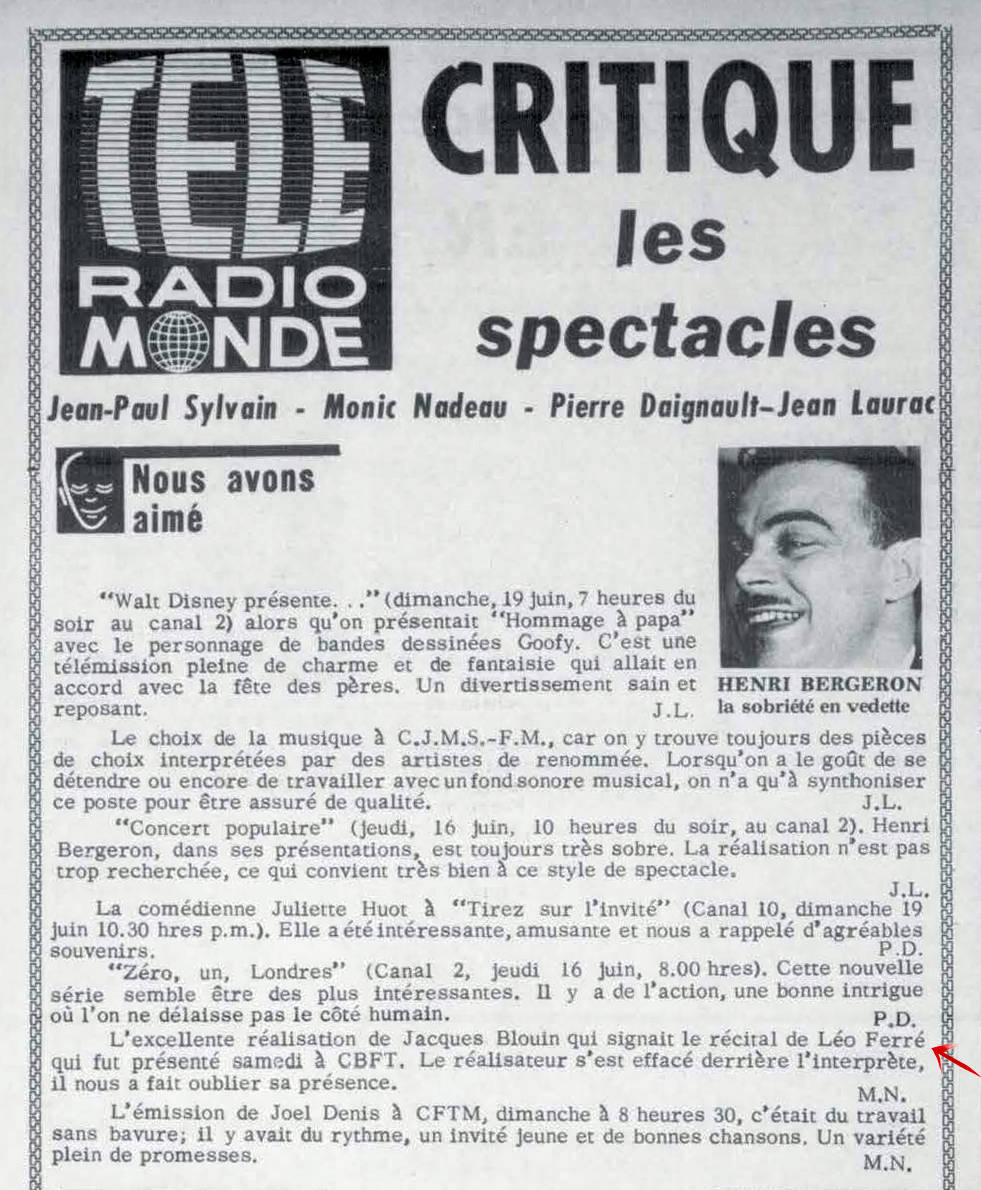 TÉLÉ
RADIO
MONDE
CRITIQUE
les
spectacles
Jean-Paul Sylvain - Monic Nadeau - Pierre Daignault-Jean Laurac
Nous avons
aimé
"Walt Disney présente. . ." (dimanche, 19 juin, 7 heures du
soir au canal 2) alors qu'on présentait "Hommage à papa"
avec le personnage de bandes dessinées Goofy. C'est une
télémission pleine de charme et de fantaisie qui allait en
accord avec la fête des pères. Un divertissement sain et
reposant. J.L.
HENRI BERGERON
la sobriété en vedette
Le choix de la musique à C.J.M.S.-F.M., car on y trouve toujours des pièces
de choix interprétées par des artistes de renommée. Lorsqu'on a le goût de se
détendre ou encore de travailler avec un fond sonore musical, on n'a qu'à synthoniser
ce poste pour être assuré de qualité. J.L.
"Concert populaire" (jeudi, 16 juin, 10 heures du soir, au canal 2). Henri
Bergeron, dans ses présentations, est toujours très sobre. La réalisation n'est pas
trop recherchée, ce qui convient très bien à ce style de spectacle.
J.L.
La comédienne Juliette Huot à "Tirez sur l'invité" (Canal 10, dimanche 19
juin 10.30 hres p.m.). Elle a été intéressante, amusante et nous a rappelé d'agréables
souvenirs. P.D.
"Zéro, un, Londres" (Canal 2, jeudi 16 juin, 8.00 hres). Cette nouvelle
série semble être des plus intéressantes. Il y a de l'action, une bonne intrigue
où l'on ne délaisse pas le côté humain. P.D.
L'excellente réalisation de Jacques Blouin qui signait le récital de Léo Ferré
qui fut présenté samedi à CBFT. Le réalisateur s'est effacé derrière l'interprète,
il nous a fait oublier sa présence.
M.N.
L'émission de Joel Denis à CFTM, dimanche à 8 heures 30, c'était du travail
sans bavure; il y avait du rythme, un invité jeune et de bonnes chansons. Un variété
plein de promesses. M.N.